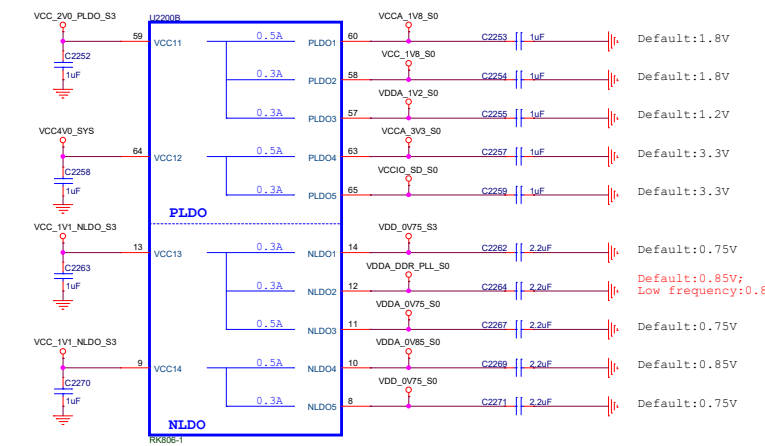 VCC_2V0_PLDO_S3 U2200B VCCA_1V8_S0
59 VCC11 0.5A PLDO1 60 C2253 1uF Default:1.8V
C2252 VCC_1V8_S0
1uF 0.3A PLDO2 58 C2254 1uF Default:1.8V
VDDA_1V2_S0
0.3A PLDO3 57 C2255 1uF Default:1.2V
VCC4V0_SYS VCCA_3V3_S0
64 VCC12 0.5A PLDO4 63 C2257 1uF Default:3.3V
C2258 VCCIO_SD_S0
1uF 0.3A PLDO5 65 C2259 1uF Default:3.3V
PLDO
VCC_1V1_NLDO_S3 VDD_0V75_S3
13 VCC13 0.3A NLDO1 14 C2262 2.2uF Default:0.75V
C2263 VDDA_DDR_PLL_S0
1uF 0.3A NLDO2 12 C2264 2.2uF Default:0.85V;
Low frequency:0.8
VDDA_0V75_S0
0.5A NLDO3 11 C2267 2.2uF Default:0.75V
VCC_1V1_NLDO_S3 VDDA_0V85_S0
9 VCC14 0.5A NLDO4 10 C2269 2.2uF Default:0.85V
C2270 VDD_0V75_S0
1uF 0.3A NLDO5 8 C2271 2.2uF Default:0.75V
NLDO
RK806-1